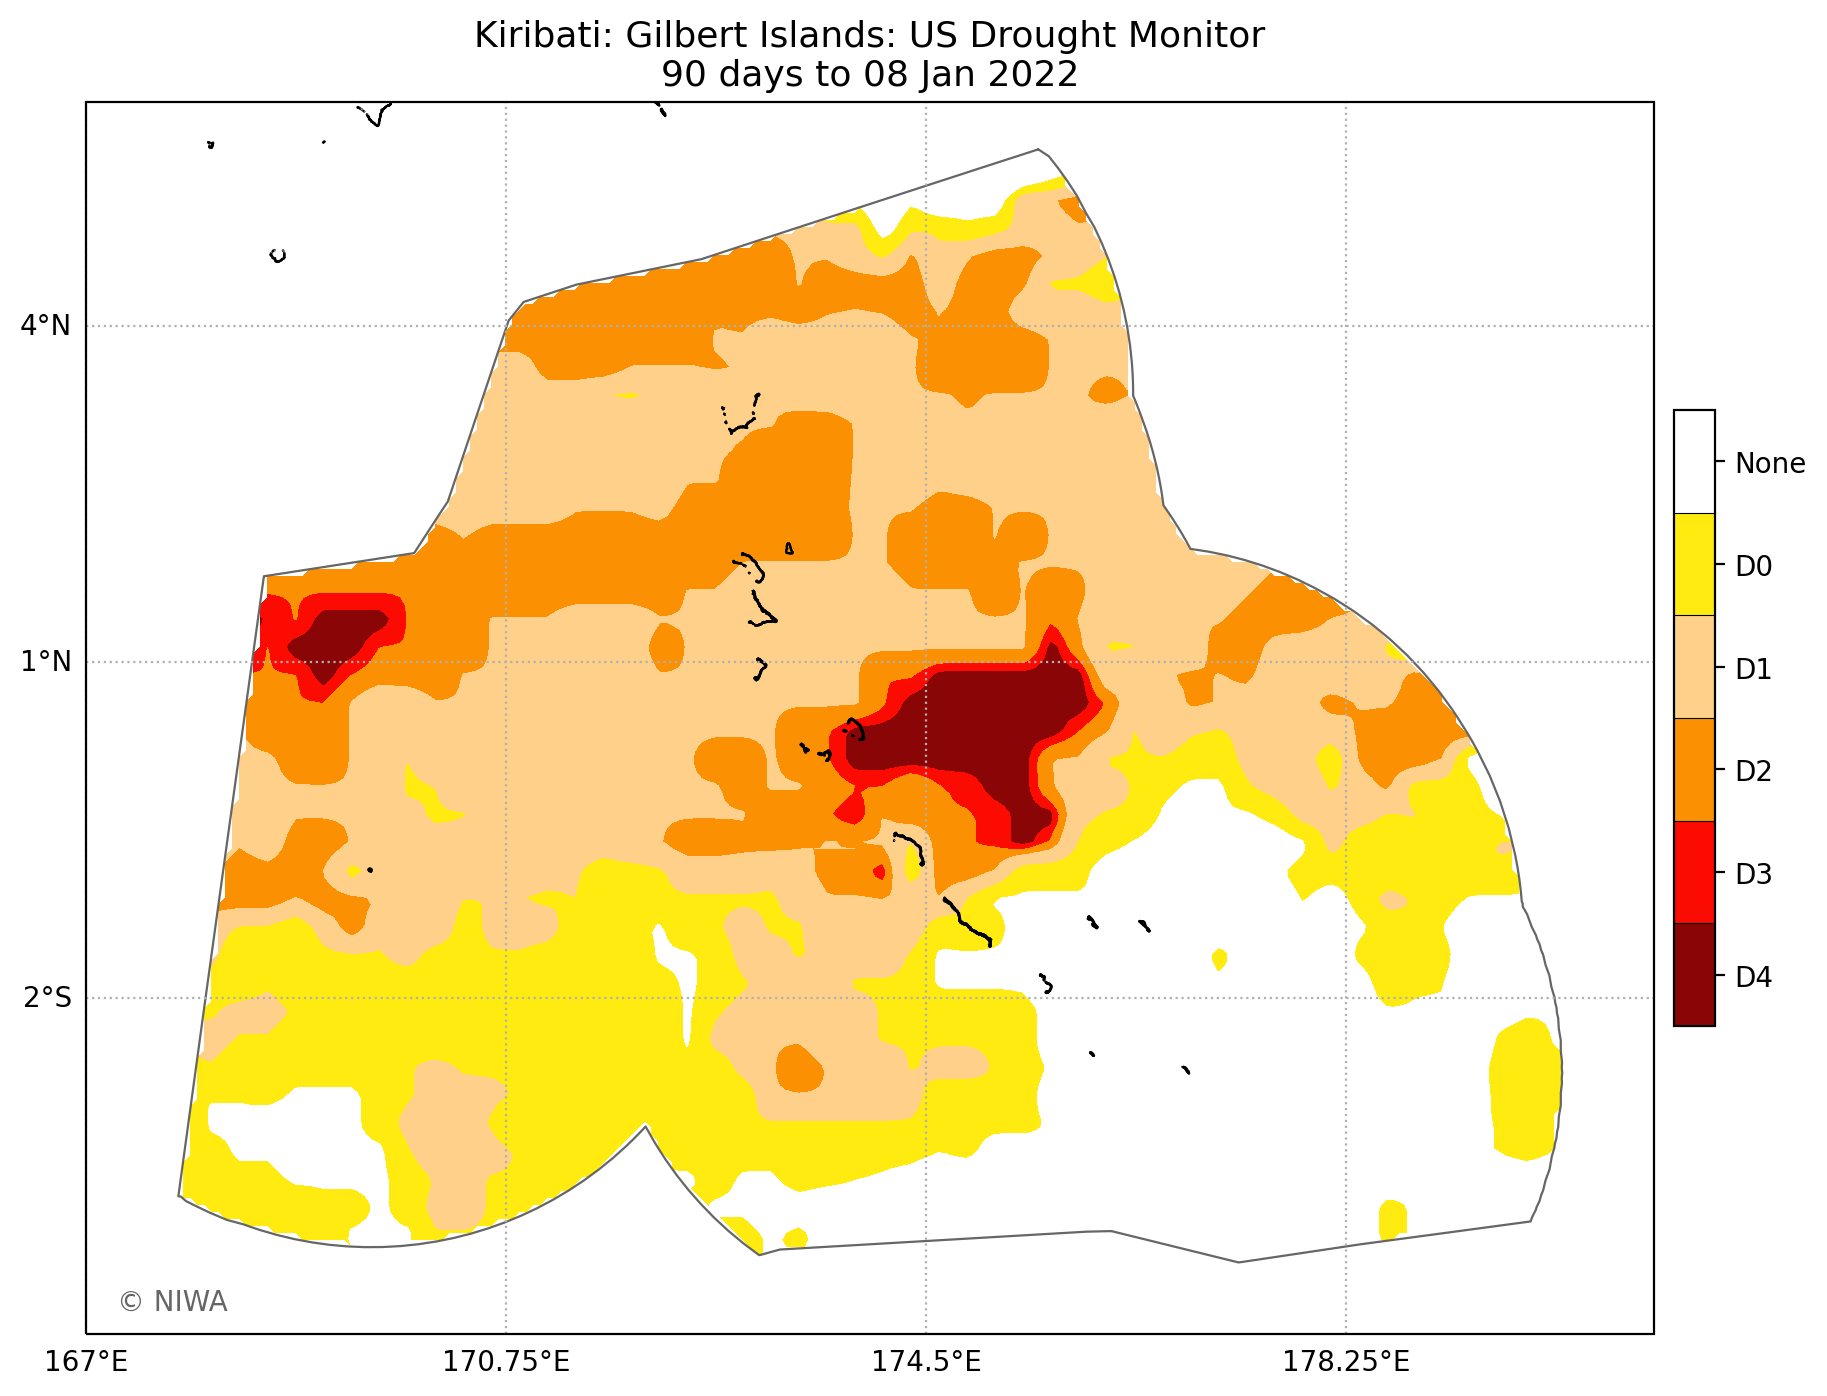 Kiribati: Gilbert Islands: US Drought Monitor
90 days to 08 Jan 2022
4°N
1°N
2°S
None
D0
D1
D2
D3
D4
© NIWA
167°E
170.75°E
174.5°E
178.25°E